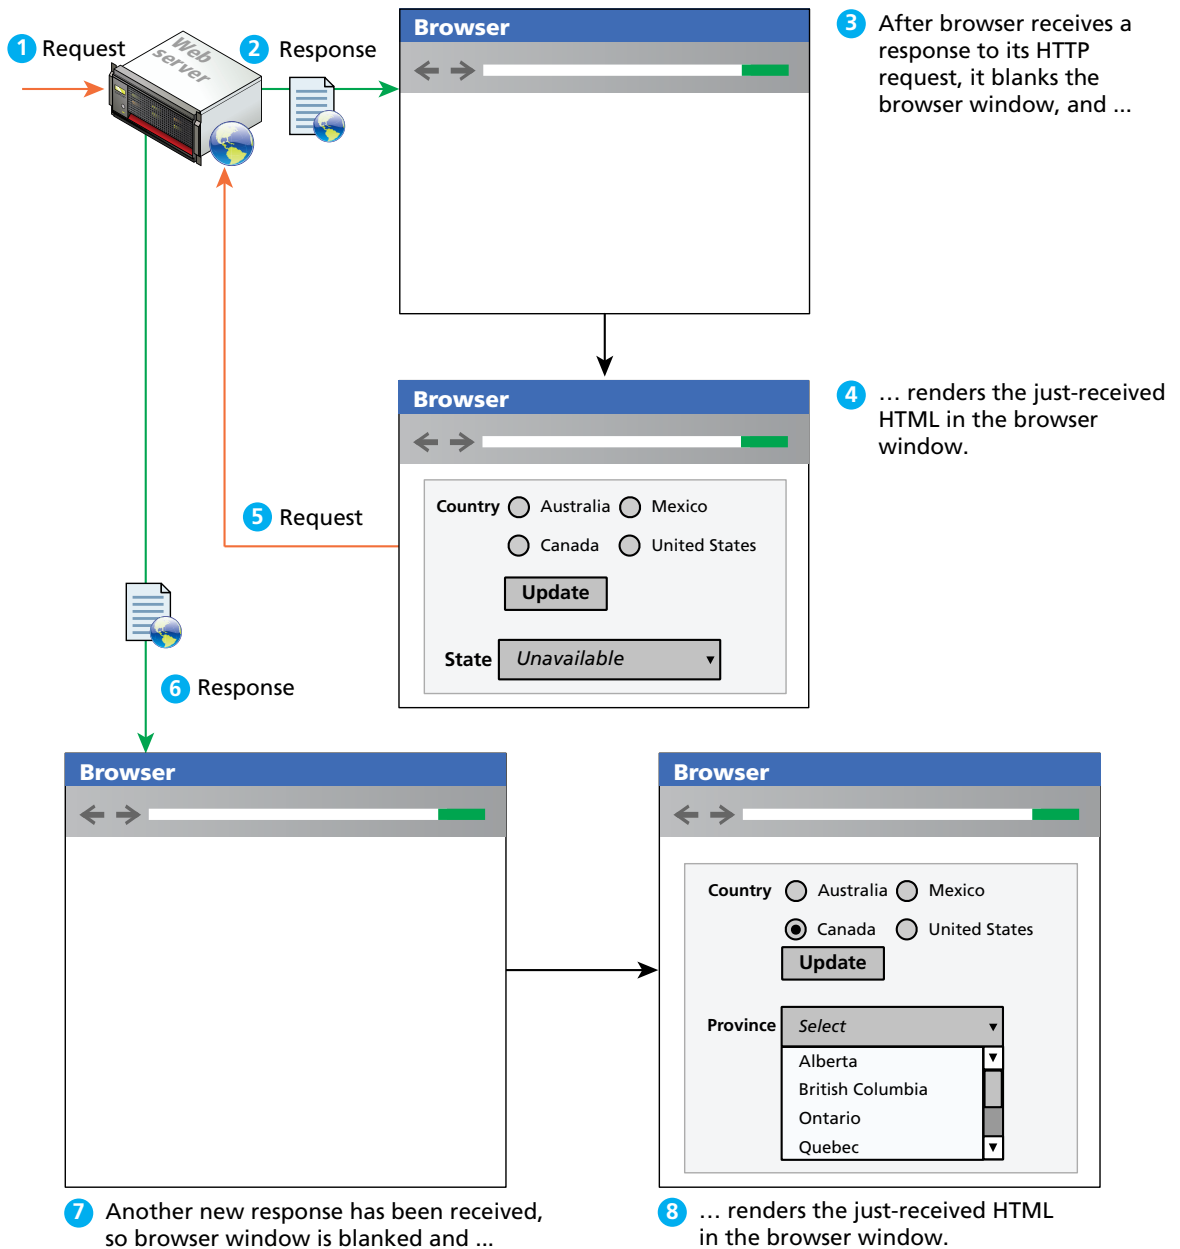 1 Request
Web
server
2 Response
Browser
3 After browser receives a
response to its HTTP
request, it blanks the
browser window, and ...
Browser
4 … renders the just-received
HTML in the browser
window.
Country Australia Mexico
Canada United States
Update
State Unavailable
5 Request
6 Response
Browser
7 Another new response has been received,
so browser window is blanked and ...
Browser
Country Australia Mexico
Canada United States
Update
Province Select
Alberta
British Columbia
Ontario
Quebec
8 … renders the just-received HTML
in the browser window.